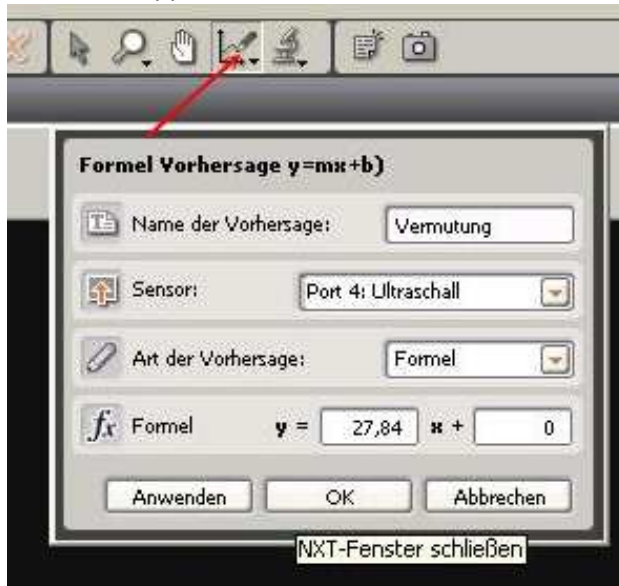 Formel Vorhersage y=mx+b)
Name der Vorhersage: Vermutung
Sensor: Port 4: Ultraschall
Art der Vorhersage: Formel
fx Formel y = 27,84 x + 0
Anwenden OK Abbrechen
NXT-Fenster schließen